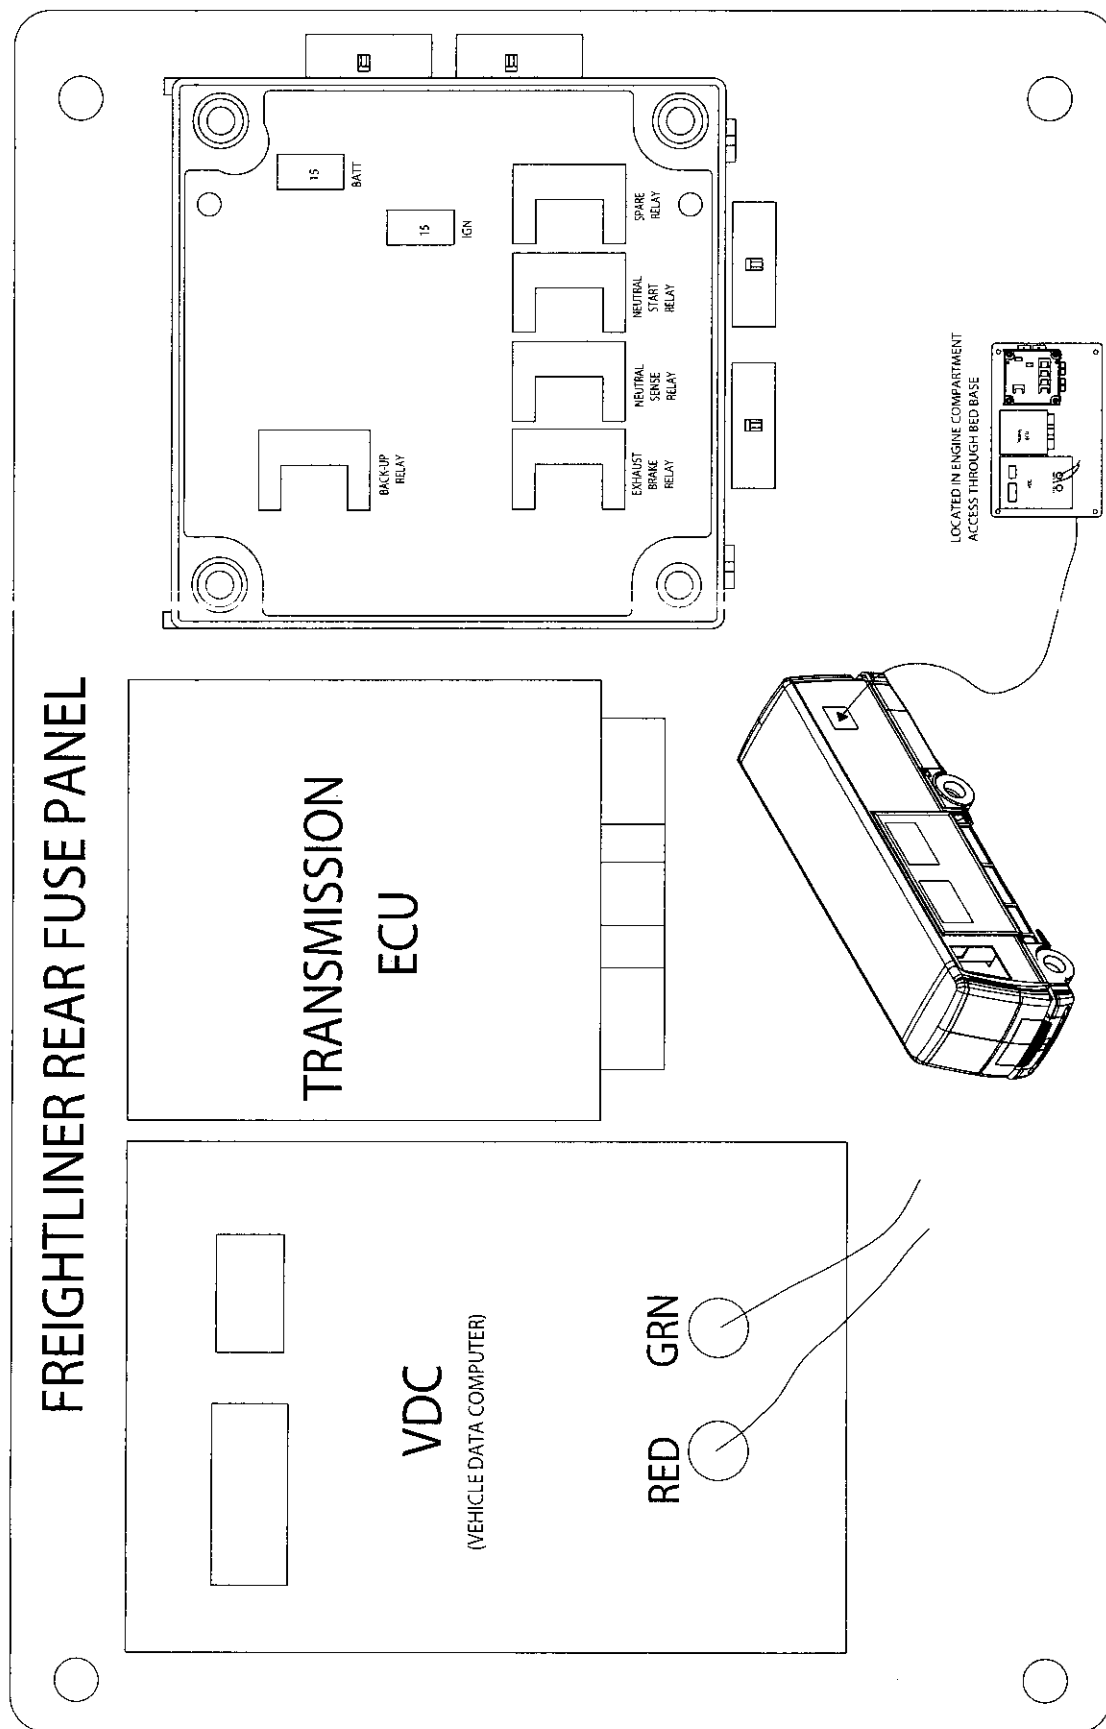 FREIGHTLINER REAR FUSE PANEL
VDC
(VEHICLE DATA COMPUTER)
RED
GRN
TRANSMISSION
ECU
BACK-UP
RELAY
15
BATT
15
IGN
EXHAUST
BRAKE
RELAY
NEUTRAL
SENSE
RELAY
NEUTRAL
START
RELAY
SPARE
RELAY
LOCATED IN ENGINE COMPARTMENT
ACCESS THROUGH BED BASE